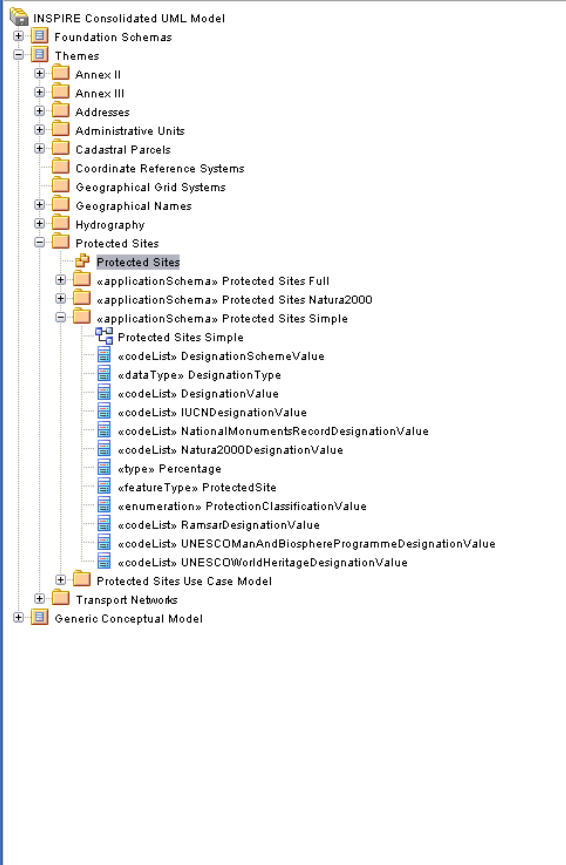 INSPIRE Consolidated UML Model
Foundation Schemas
Themes
Annex II
Annex III
Addresses
Administrative Units
Cadastral Parcels
Coordinate Reference Systems
Geographical Grid Systems
Geographical Names
Hydrography
Protected Sites
Protected Sites
«applicationSchema» Protected Sites Full
«applicationSchema» Protected Sites Natura2000
«applicationSchema» Protected Sites Simple
Protected Sites Simple
«codeList» DesignationSchemeValue
«dataType» DesignationType
«codeList» DesignationValue
«codeList» IUCNDesignationValue
«codeList» NationalMonumentsRecordDesignationValue
«codeList» Natura2000DesignationValue
«type» Percentage
«featureType» ProtectedSite
«enumeration» ProtectionClassificationValue
«codeList» RamsarDesignationValue
«codeList» UNESCOManAndBiosphereProgrammeDesignationValue
«codeList» UNESCOWorldHeritageDesignationValue
Protected Sites Use Case Model
Transport Networks
Generic Conceptual Model